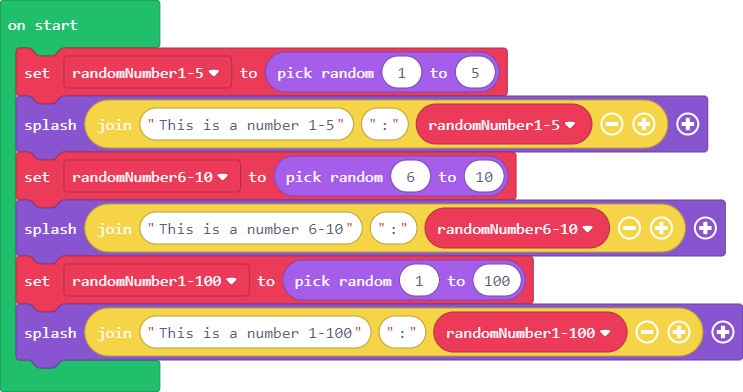 on start
set randomNumber1-5 to pick random 1 to 5
splash join "This is a number 1-5" ":" randomNumber1-5
set randomNumber6-10 to pick random 6 to 10
splash join "This is a number 6-10" ":" randomNumber6-10
set randomNumber1-100 to pick random 1 to 100
splash join "This is a number 1-100" ":" randomNumber1-100